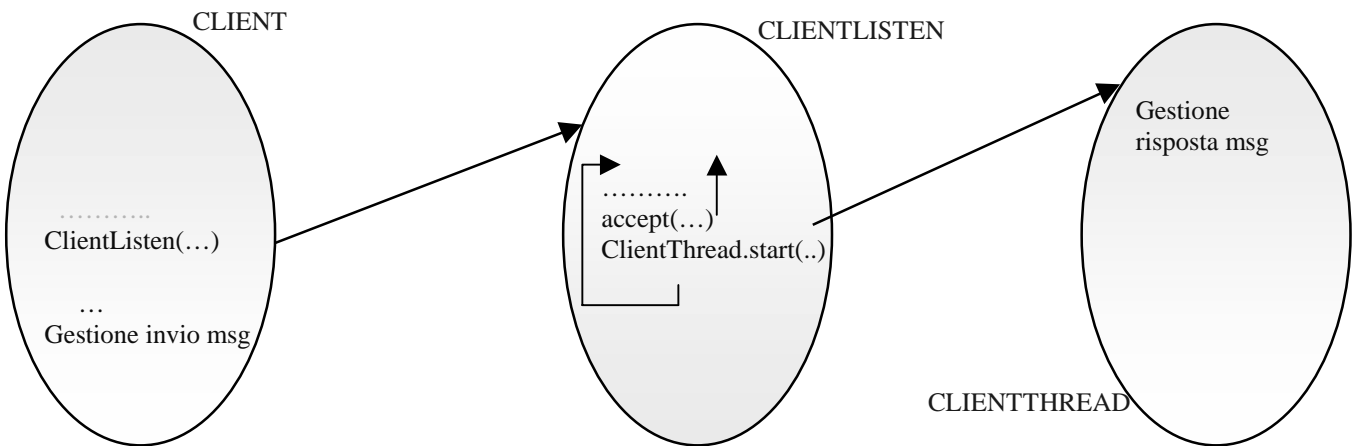 CLIENT
………..
ClientListen(…)
…
Gestione invio msg
CLIENTLISTEN
……….
accept(…)
ClientThread.start(..)
Gestione
risposta msg
CLIENTTHREAD